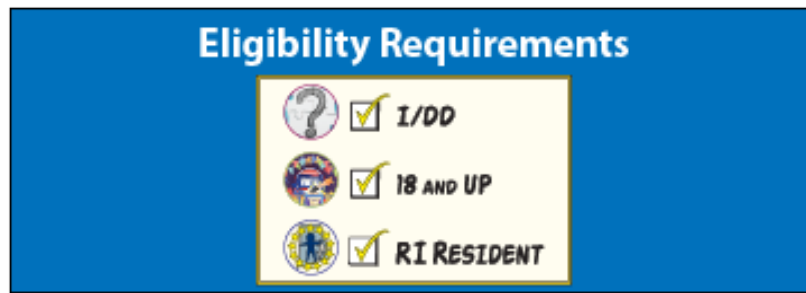 Eligibility Requirements
I/DD
18 AND UP
RI RESIDENT